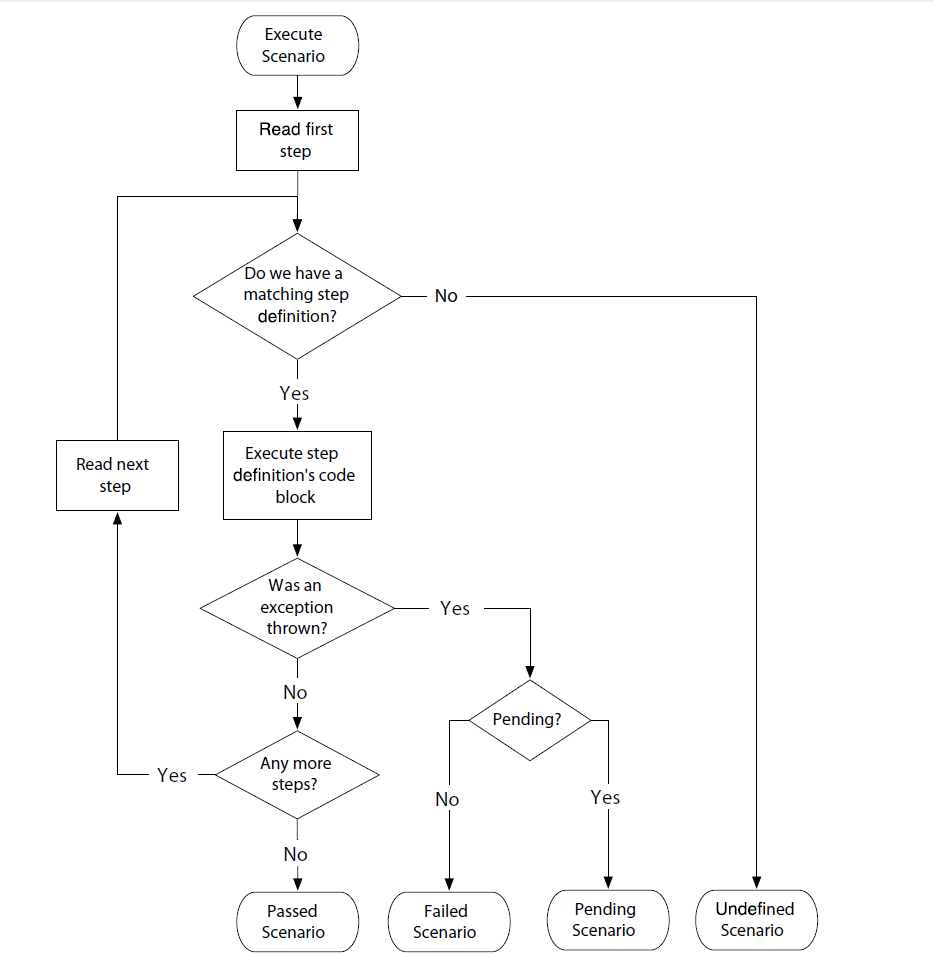 Execute
Scenario
Read first
step
Do we have a
matching step
definition?
No
Yes
Read next
step
Execute step
definition's code
block
Was an
exception
thrown?
Yes
No
Pending?
Any more
steps?
Yes
No
Yes
No
Passed
Scenario
Failed
Scenario
Pending
Scenario
Undefined
Scenario